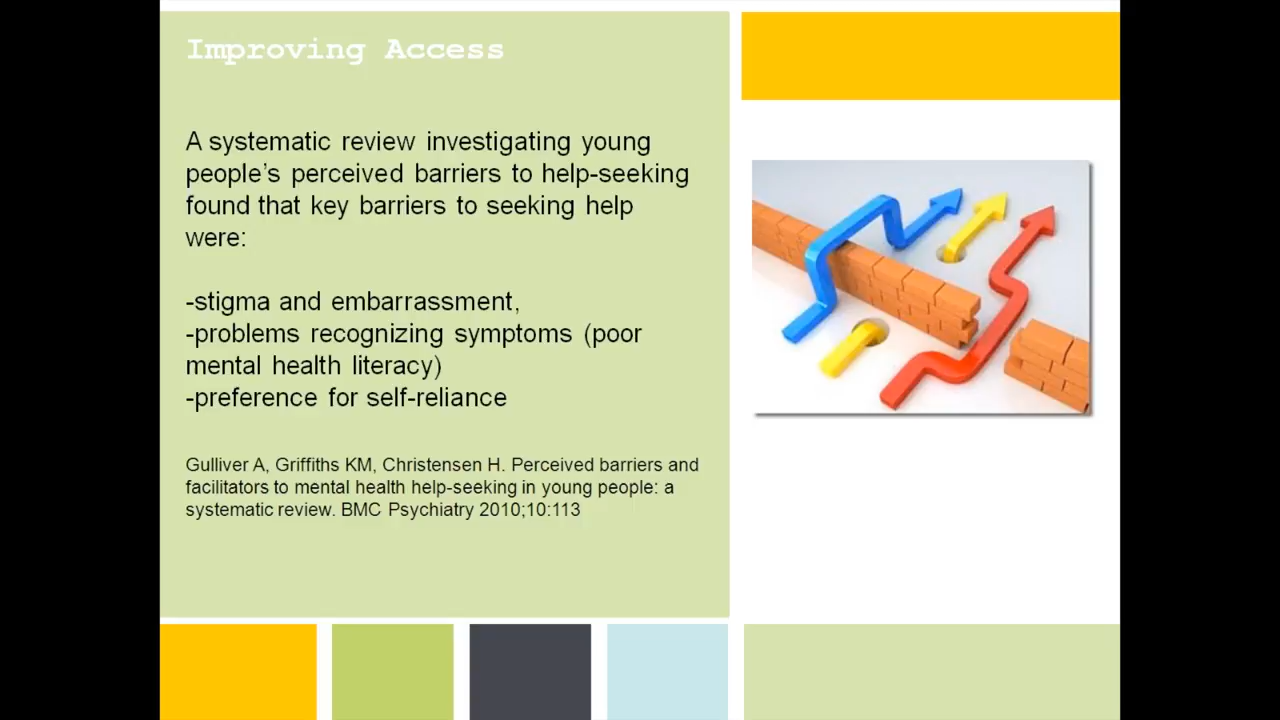 Improving Access
A systematic review investigating young
people’s perceived barriers to help-seeking
found that key barriers to seeking help
were:
-stigma and embarrassment,
-problems recognizing symptoms (poor
mental health literacy)
-preference for self-reliance
Gulliver A, Griffiths KM, Christensen H. Perceived barriers and
facilitators to mental health help-seeking in young people: a
systematic review. BMC Psychiatry 2010;10:113